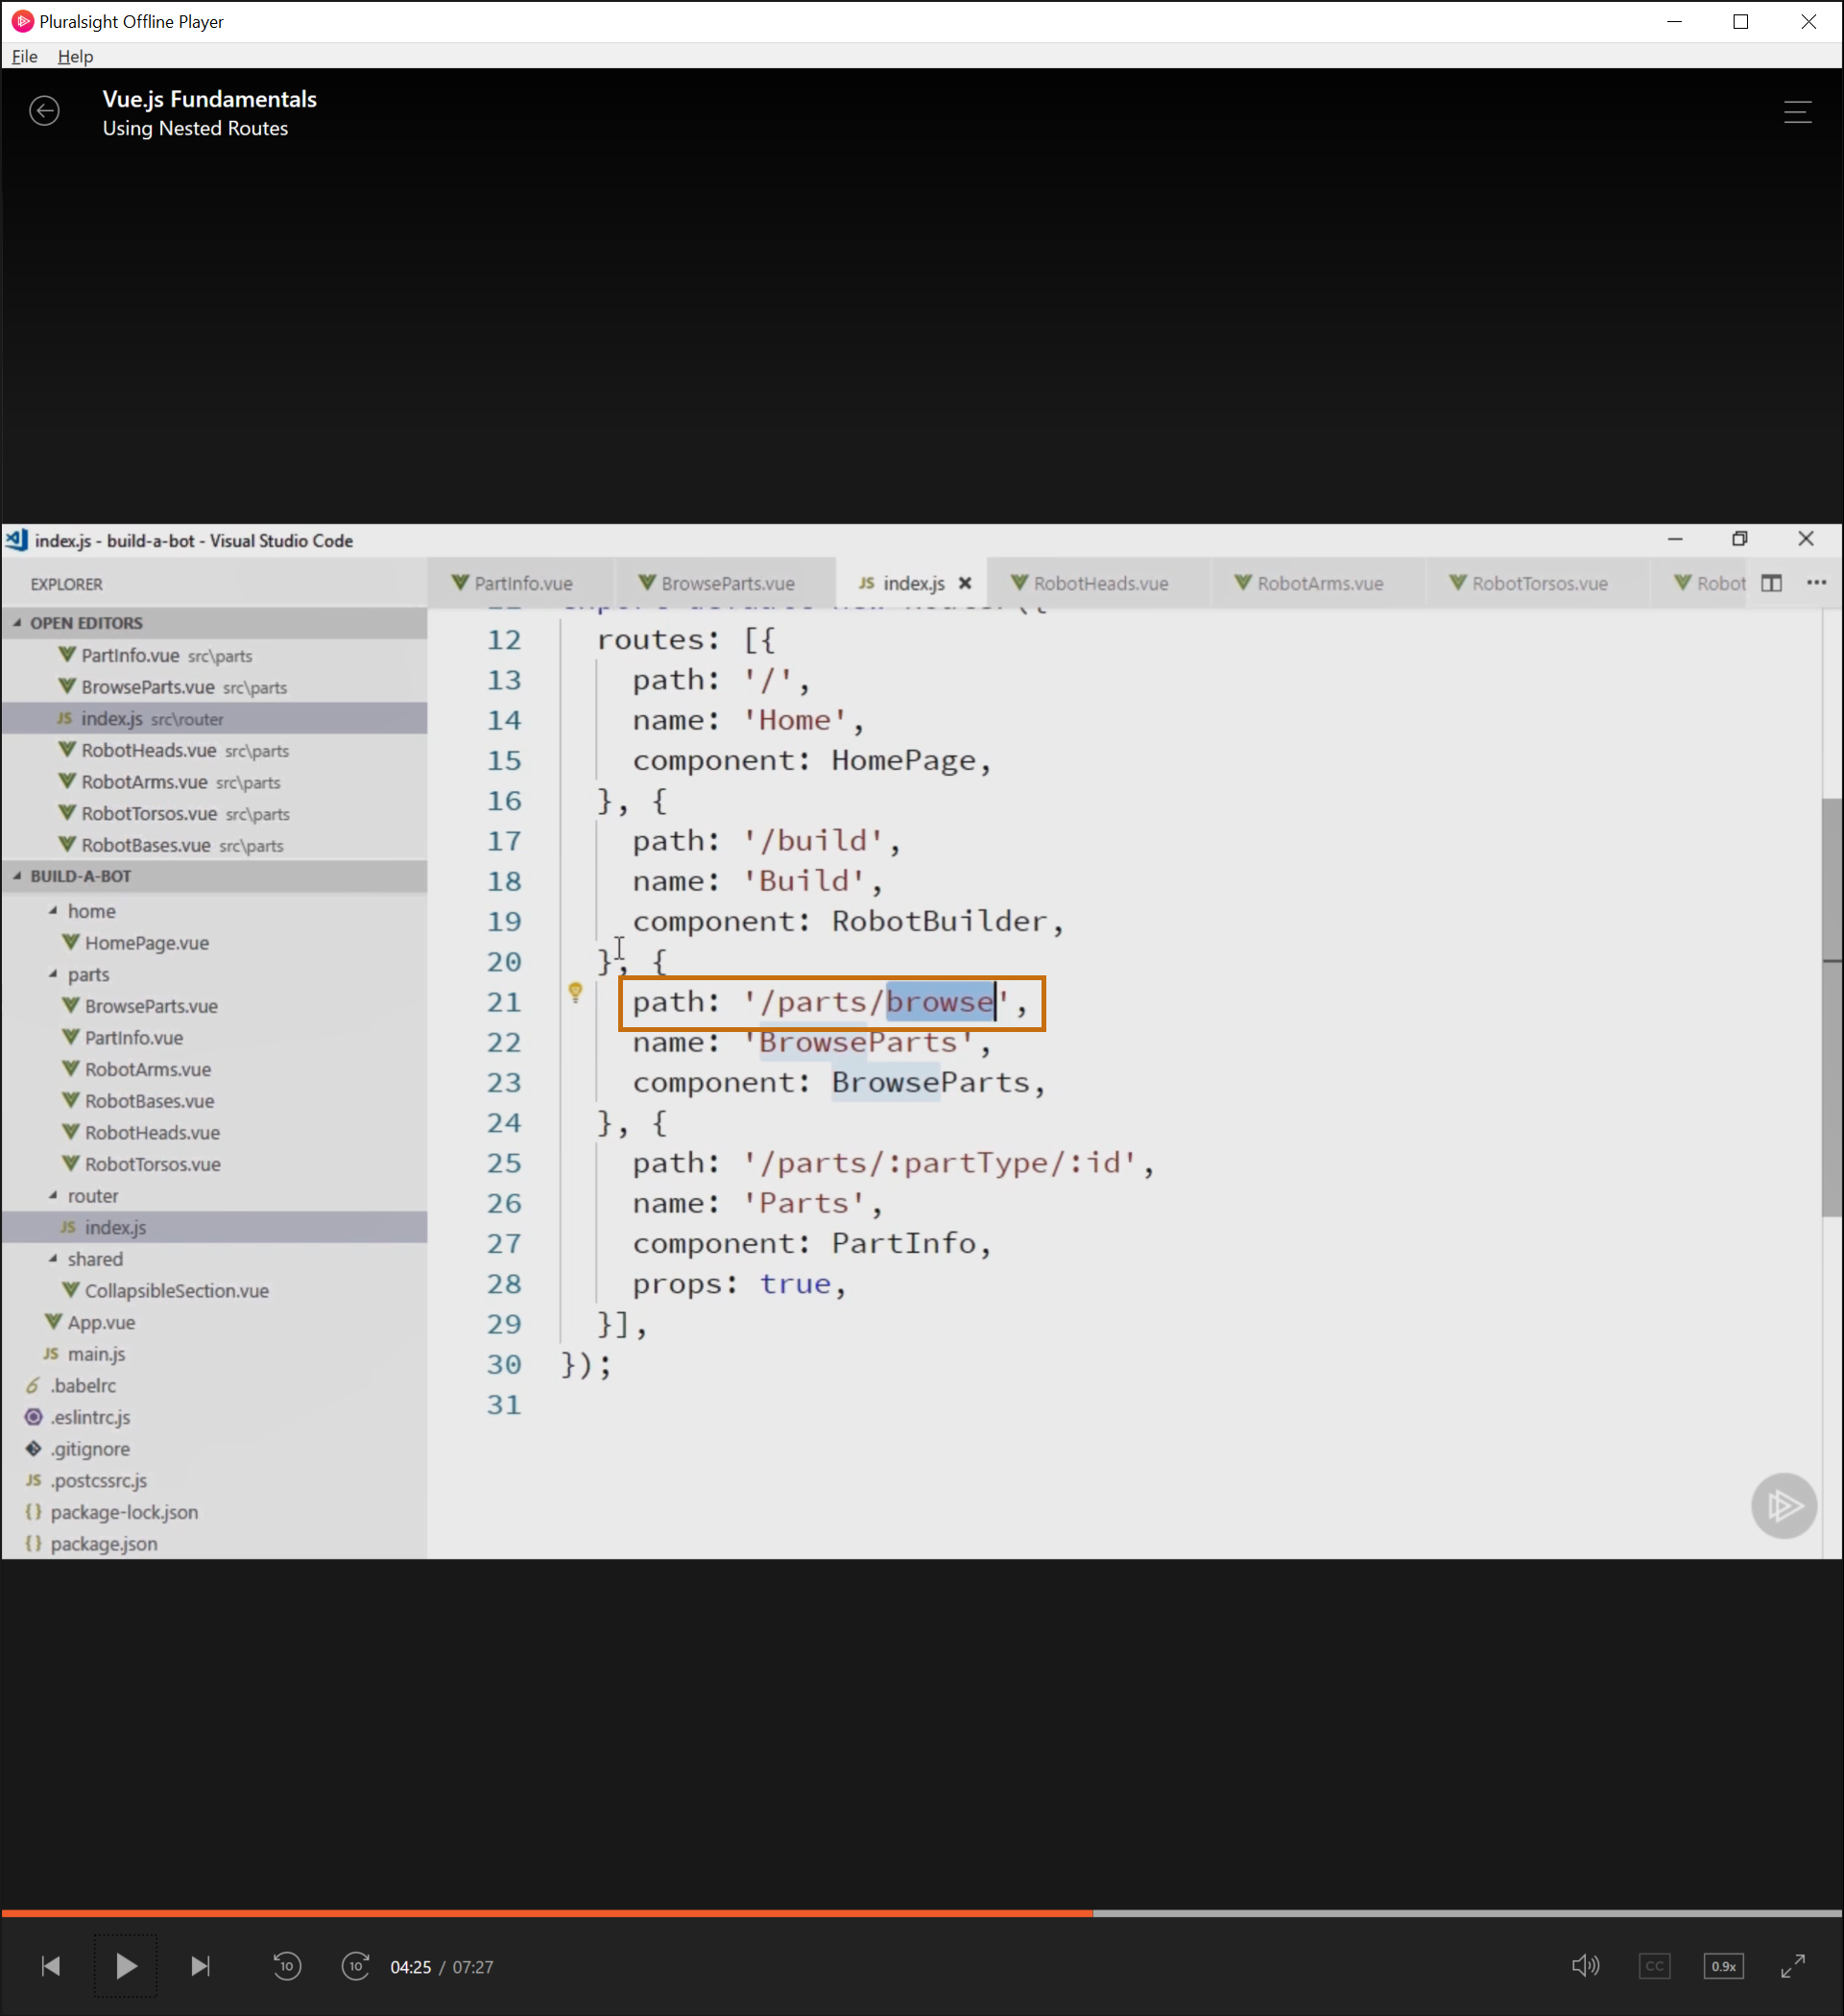 Pluralsight Offline Player
File Help
Vue.js Fundamentals
Using Nested Routes
index.js - build-a-bot - Visual Studio Code
EXPLORER
PartInfo.vue BrowseParts.vue JS index.js RobotHeads.vue RobotArms.vue RobotTorsos.vue Robot
OPEN EDITORS
PartInfo.vue src\parts
BrowseParts.vue src\parts
JS index.js src\router
RobotHeads.vue src\parts
RobotArms.vue src\parts
RobotTorsos.vue src\parts
RobotBases.vue src\parts
BUILD-A-BOT
home
HomePage.vue
parts
BrowseParts.vue
PartInfo.vue
RobotArms.vue
RobotBases.vue
RobotHeads.vue
RobotTorsos.vue
router
JS index.js
shared
CollapsibleSection.vue
App.vue
JS main.js
.babelrc
.eslintrc.js
.gitignore
JS .postcssrc.js
{} package-lock.json
{} package.json
12 routes: [{
13 path: '/',
14 name: 'Home',
15 component: HomePage,
16 }, {
17 path: '/build',
18 name: 'Build',
19 component: RobotBuilder,
20 }, {
21 path: '/parts/browse',
22 name: 'BrowseParts',
23 component: BrowseParts,
24 }, {
25 path: '/parts/:partType/:id',
26 name: 'Parts',
27 component: PartInfo,
28 props: true,
29 }],
30 });
31
10 10 04:25 / 07:27 CC 0.9x